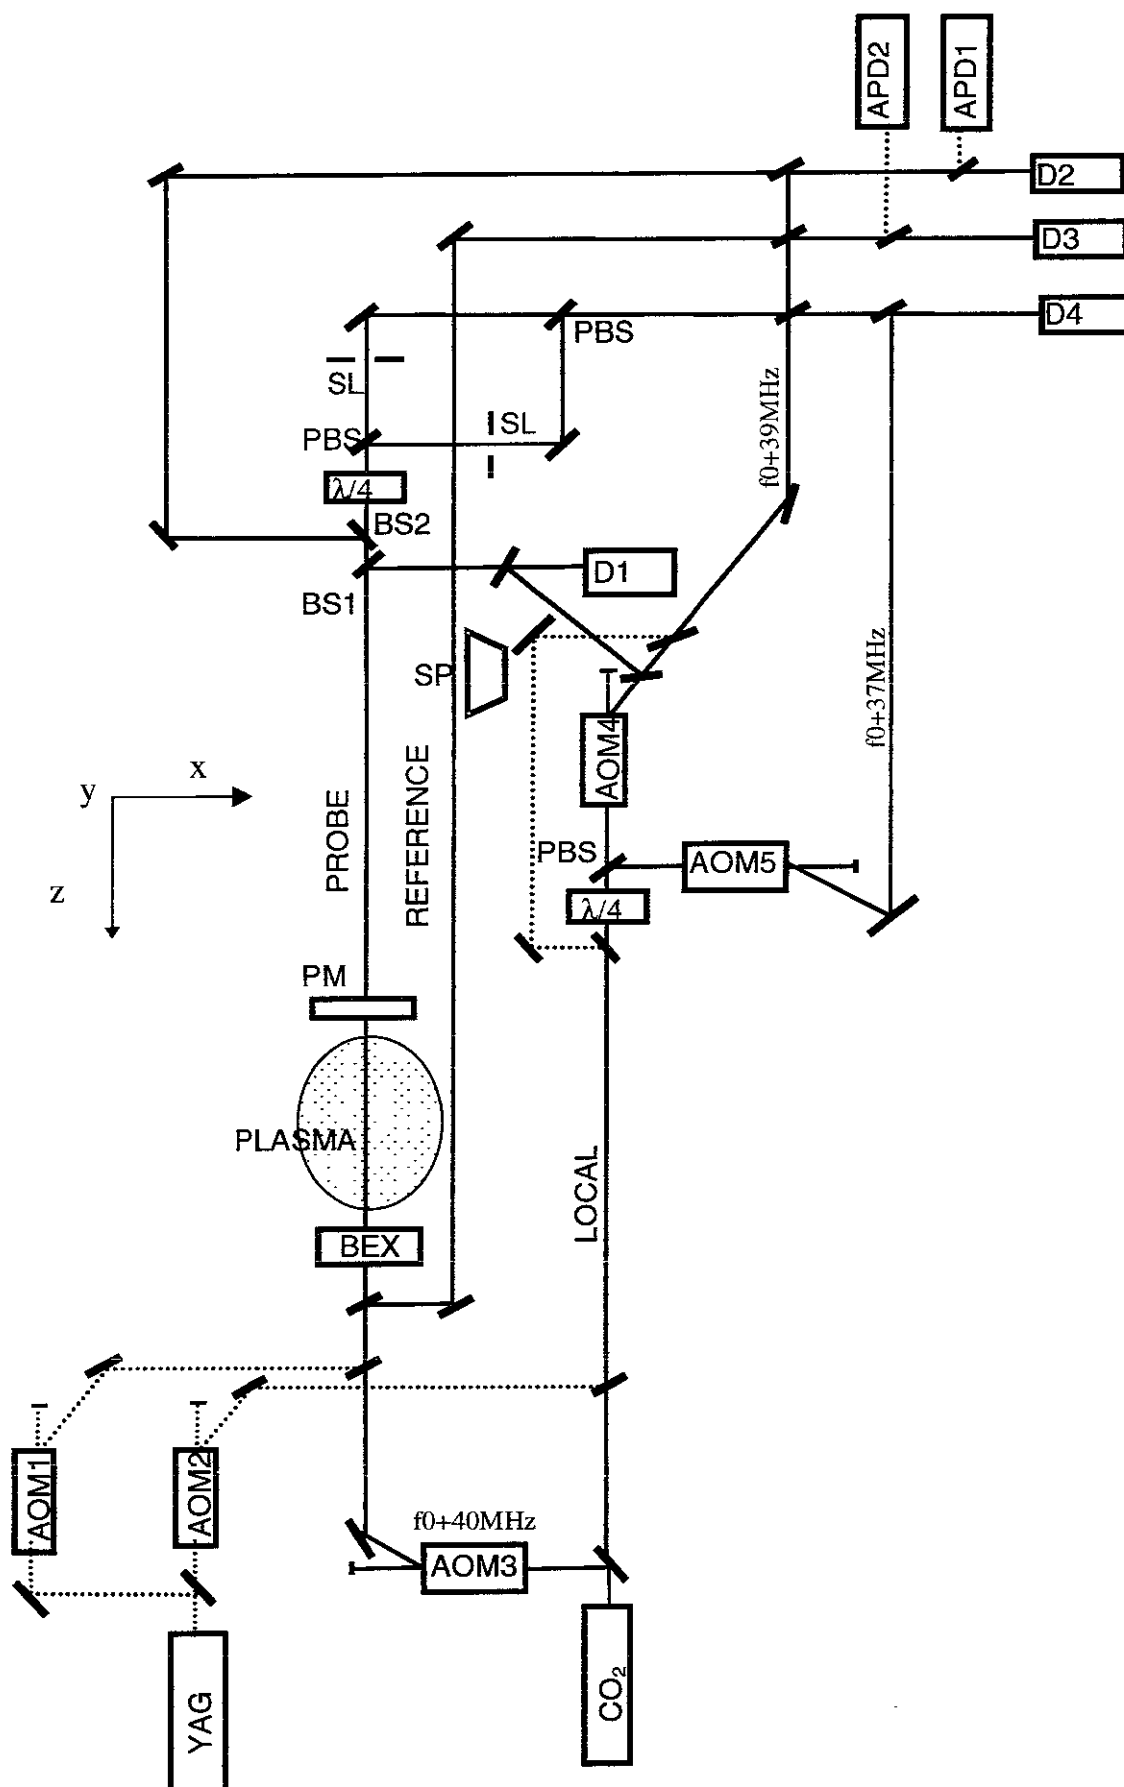 APD2
APD1
D2
D3
D4
PBS
SL
SL
PBS
λ/4
BS2
BS1
D1
SP
f0+39MHz
f0+37MHz
AOM4
x
y
z
PROBE
REFERENCE
PBS
AOM5
λ/4
PM
PLASMA
LOCAL
BEX
AOM1
AOM2
f0+40MHz
AOM3
CO₂
YAG